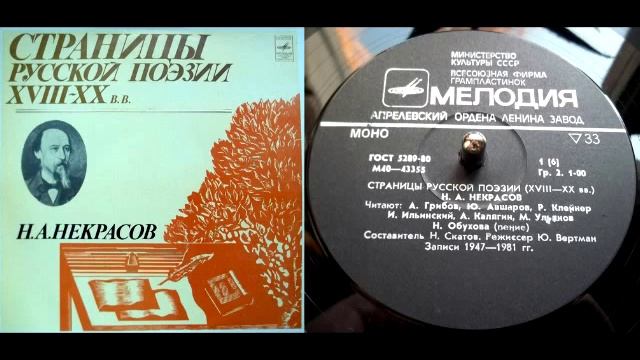 СТРАНИЦЫ
РУССКОЙ ПОЭЗИИ
XVIII-XX В.В.
Н.А.НЕКРАСОВ
МИНИСТЕРСТВО
КУЛЬТУРЫ СССР
ВСЕСОЮЗНАЯ ФИРМА
ГРАМПЛАСТИНОК
МЕЛОДИЯ
АПРЕЛЕВСКИЙ ОРДЕНА ЛЕНИНА ЗАВОД
МОНО ▽33
ГОСТ 5289-80 1 (6)
М40-43355 Гр. 2. 1-00
СТРАНИЦЫ РУССКОЙ ПОЭЗИИ (XVIII—XX вв.)
Н. А. НЕКРАСОВ
Читают: А. Грибов, Ю. Авшаров, Р. Клейнер
И. Ильинский, А. Калягин, М. Ульянов
Н. Обухова (пение)
Составитель Н. Скатов. Режиссер Ю. Вертман
Записи 1947—1981 гг.